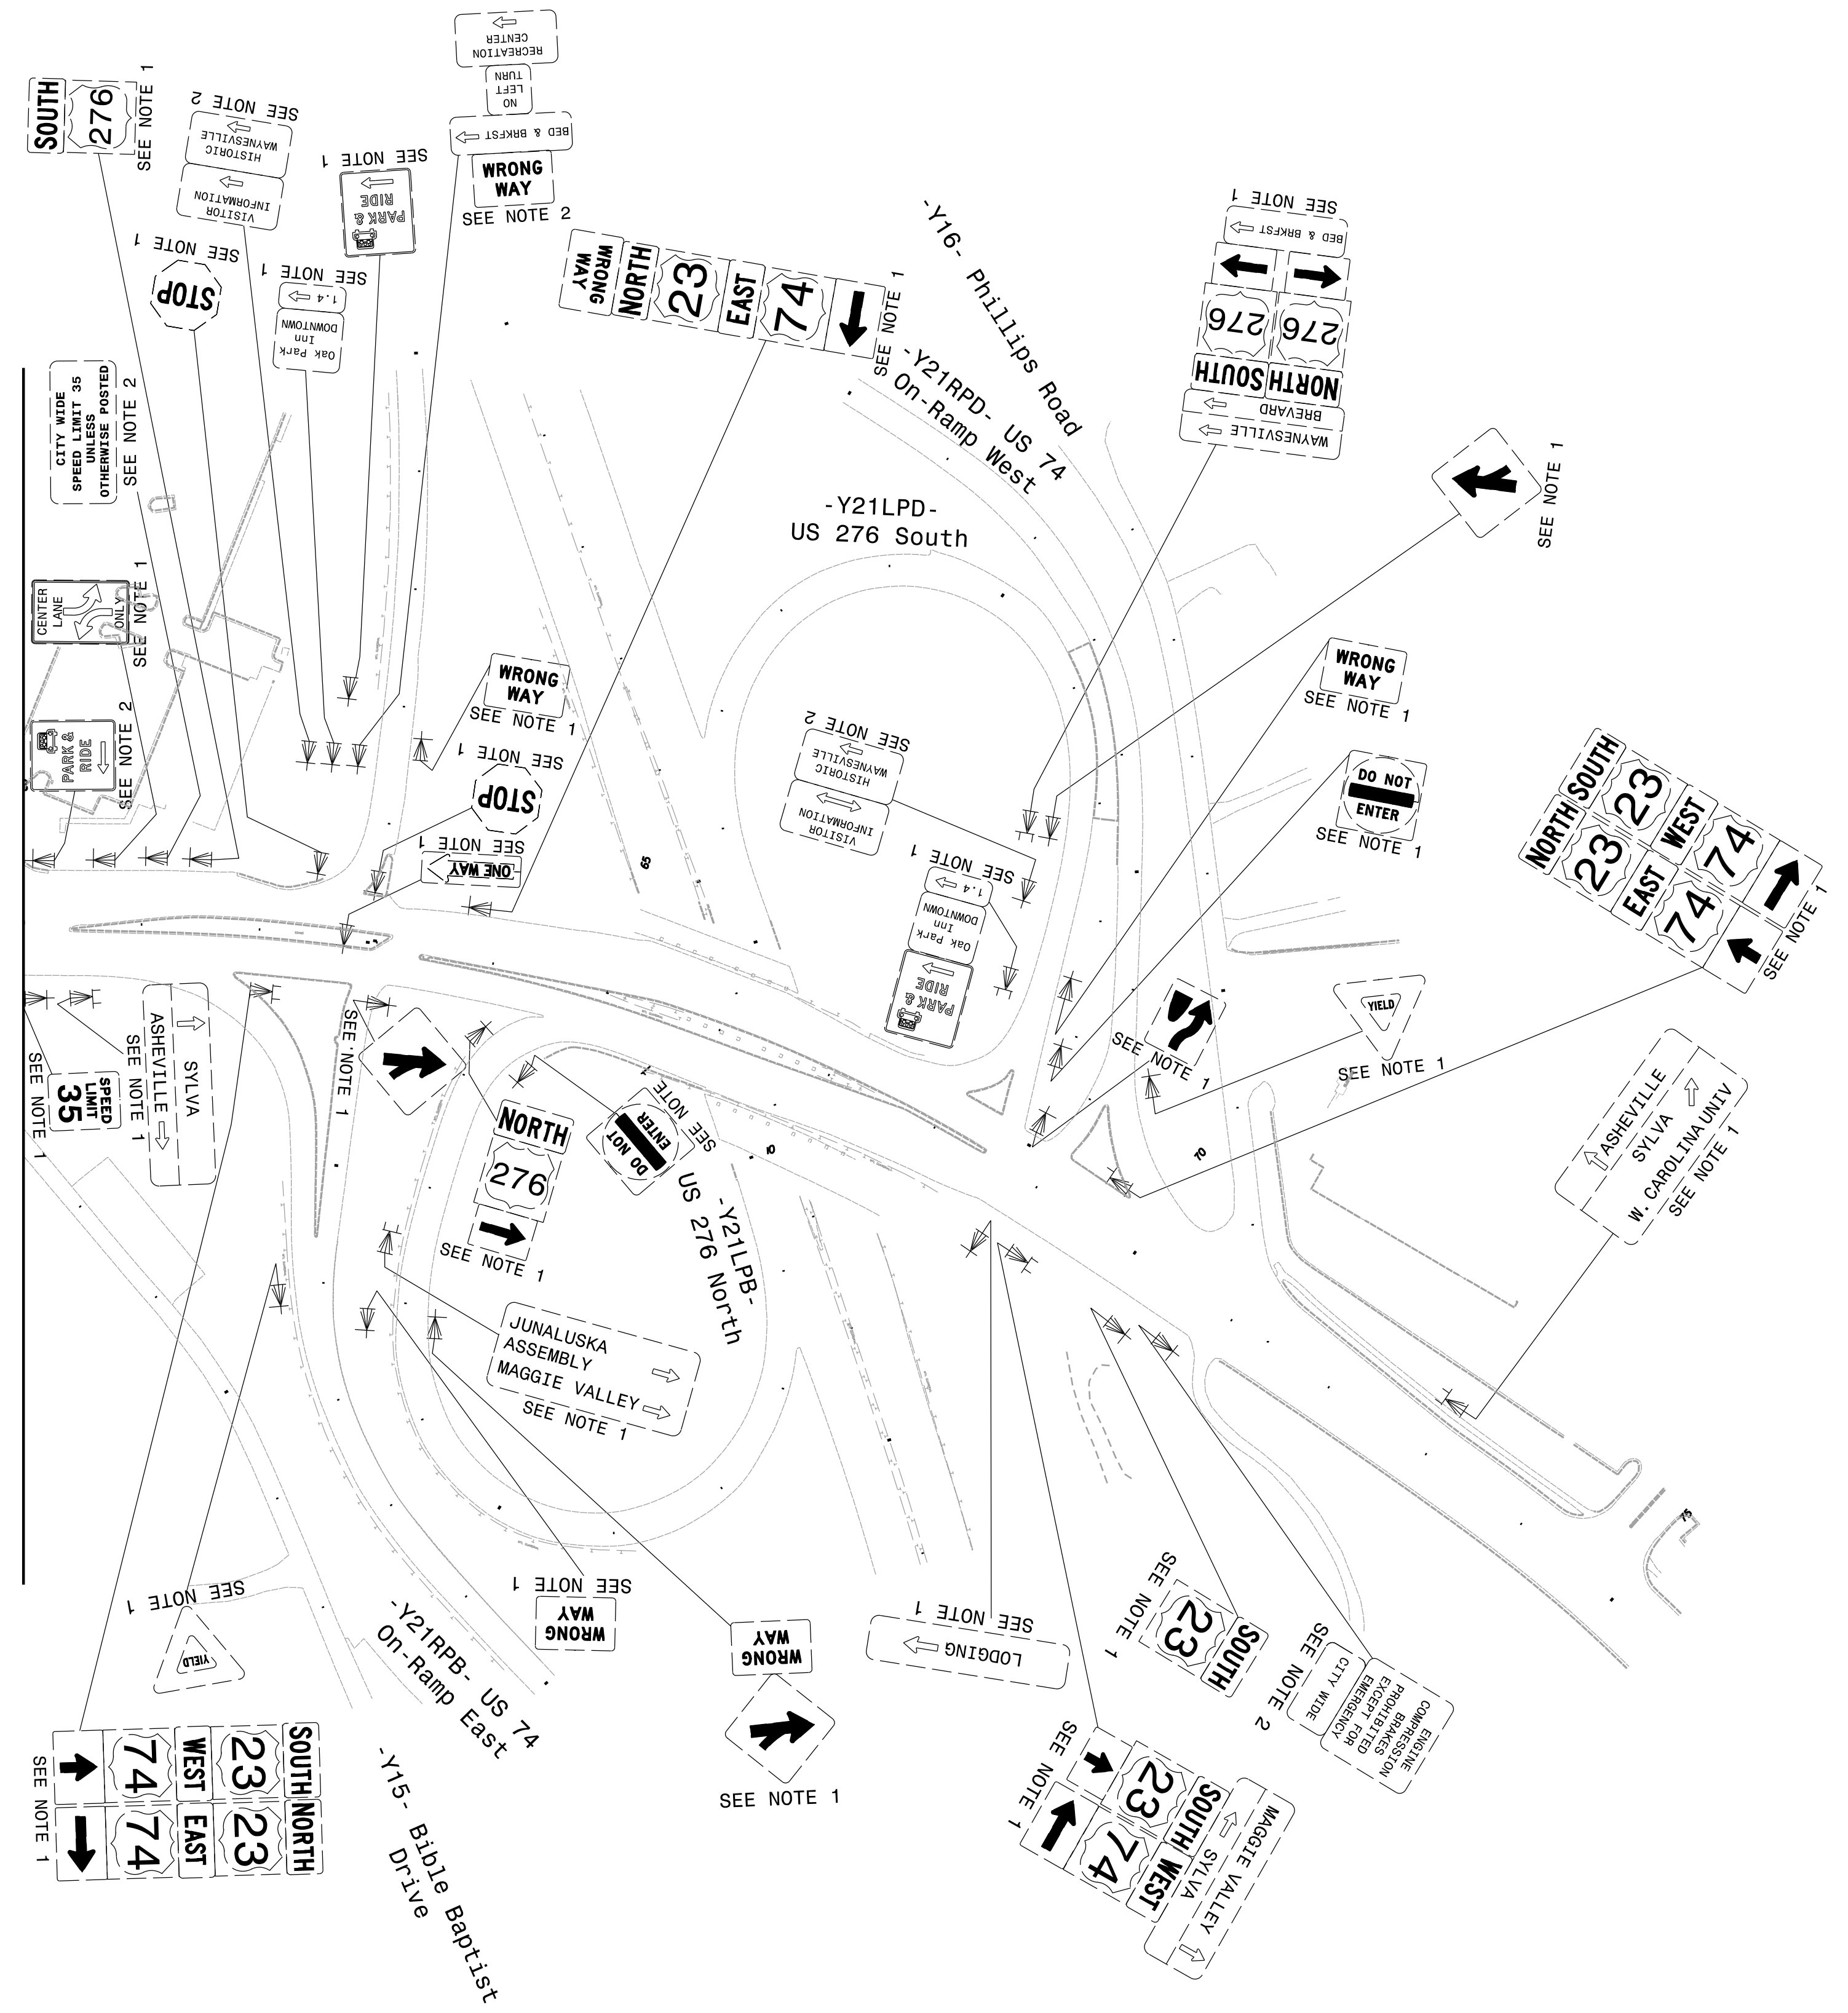 SOUTH
276
SEE NOTE 1
VISITOR
INFORMATION
HISTORIC
WAYNESVILLE
SEE NOTE 2
RECREATION
CENTER
NO
LEFT
TURN
BED & BRKFST
WRONG
WAY
SEE NOTE 2
PARK &
RIDE
SEE NOTE 1
STOP
SEE NOTE 1
Oak Park
Inn
DOWNTOWN
1.4
SEE NOTE 1
WRONG
WAY
NORTH
23
EAST
74
SEE NOTE 1
-Y16- Phillips Road
-Y21RPD- US 74
On-Ramp West
WAYNESVILLE
BREVARD
NORTH
SOUTH
276
276
BED & BRKFST
SEE NOTE 1
SEE NOTE 1
CITY WIDE
SPEED LIMIT 35
UNLESS
OTHERWISE POSTED
SEE NOTE 2
-Y21LPD-
US 276 South
CENTER
LANE
ONLY
SEE NOTE 1
PARK &
RIDE
SEE NOTE 2
WRONG
WAY
SEE NOTE 1
STOP
SEE NOTE 1
ONE WAY
SEE NOTE 1
65
VISITOR
INFORMATION
HISTORIC
WAYNESVILLE
SEE NOTE 2
PARK &
RIDE
Oak Park
Inn
DOWNTOWN
1.4
SEE NOTE 1
WRONG
WAY
SEE NOTE 1
DO NOT
ENTER
SEE NOTE 1
NORTH
SOUTH
23
23
EAST
WEST
74
74
SEE NOTE 1
SEE NOTE 1
YIELD
SEE NOTE 1
ASHEVILLE
SYLVA
W. CAROLINA UNIV
SEE NOTE 1
SPEED
LIMIT
35
SEE NOTE 1
SYLVA
ASHEVILLE
SEE NOTE 1
SEE NOTE 1
NORTH
276
SEE NOTE 1
DO NOT
ENTER
SEE NOTE 1
-Y21LPB-
US 276 North
10
70
JUNALUSKA
ASSEMBLY
MAGGIE VALLEY
SEE NOTE 1
75
YIELD
SEE NOTE 1
-Y21RPB- US 74
On-Ramp East
WRONG
WAY
SEE NOTE 1
WRONG
WAY
SEE NOTE 1
LODGING
SEE NOTE 1
SOUTH
23
SEE NOTE 1
ENGINE
COMPRESSION
BRAKES
PROHIBITED
EXCEPT FOR
EMERGENCY
CITY WIDE
SEE NOTE 2
SOUTH
NORTH
23
23
WEST
EAST
74
74
SEE NOTE 1
-Y15- Bible Baptist
Drive
MAGGIE VALLEY
SYLVA
SOUTH
WEST
23
74
SEE NOTE 1